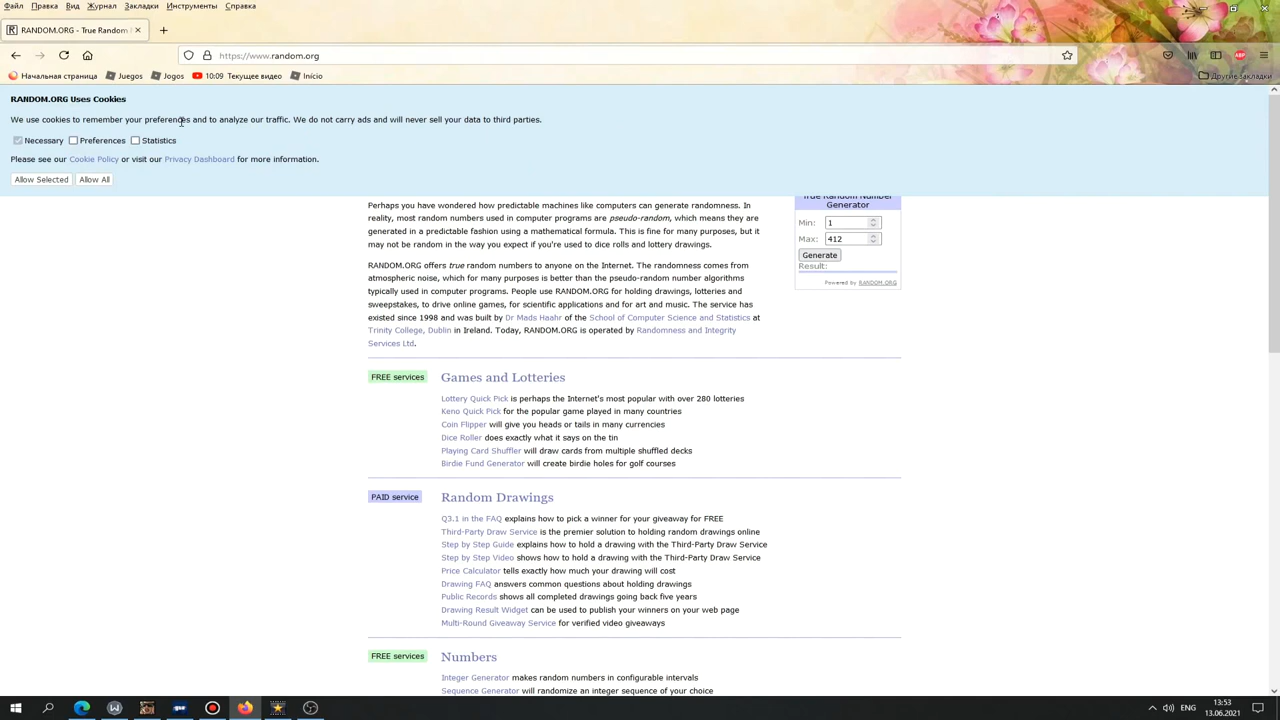 Файл Правка Вид Журнал Закладки Инструменты Справка
RANDOM.ORG - True Random
https://www.random.org
Начальная страница Juegos Jogos 10:09 Текущее видео Início Другие закладки
RANDOM.ORG Uses Cookies
We use cookies to remember your preferences and to analyze our traffic. We do not carry ads and will never sell your data to third parties.
Necessary Preferences Statistics
Please see our Cookie Policy or visit our Privacy Dashboard for more information.
Allow Selected Allow All
Perhaps you have wondered how predictable machines like computers can generate randomness. In
reality, most random numbers used in computer programs are pseudo-random, which means they are
generated in a predictable fashion using a mathematical formula. This is fine for many purposes, but it
may not be random in the way you expect if you're used to dice rolls and lottery drawings.
RANDOM.ORG offers true random numbers to anyone on the Internet. The randomness comes from
atmospheric noise, which for many purposes is better than the pseudo-random number algorithms
typically used in computer programs. People use RANDOM.ORG for holding drawings, lotteries and
sweepstakes, to drive online games, for scientific applications and for art and music. The service has
existed since 1998 and was built by Dr Mads Haahr of the School of Computer Science and Statistics at
Trinity College, Dublin in Ireland. Today, RANDOM.ORG is operated by Randomness and Integrity
Services Ltd.
True Random Number
Generator
Min: 1
Max: 412
Generate
Result:
Powered by RANDOM.ORG
FREE services Games and Lotteries
Lottery Quick Pick is perhaps the Internet's most popular with over 280 lotteries
Keno Quick Pick for the popular game played in many countries
Coin Flipper will give you heads or tails in many currencies
Dice Roller does exactly what it says on the tin
Playing Card Shuffler will draw cards from multiple shuffled decks
Birdie Fund Generator will create birdie holes for golf courses
PAID service Random Drawings
Q3.1 in the FAQ explains how to pick a winner for your giveaway for FREE
Third-Party Draw Service is the premier solution to holding random drawings online
Step by Step Guide explains how to hold a drawing with the Third-Party Draw Service
Step by Step Video shows how to hold a drawing with the Third-Party Draw Service
Price Calculator tells exactly how much your drawing will cost
Drawing FAQ answers common questions about holding drawings
Public Records shows all completed drawings going back five years
Drawing Result Widget can be used to publish your winners on your web page
Multi-Round Giveaway Service for verified video giveaways
FREE services Numbers
Integer Generator makes random numbers in configurable intervals
Sequence Generator will randomize an integer sequence of your choice
ENG
13:53
13.06.2021